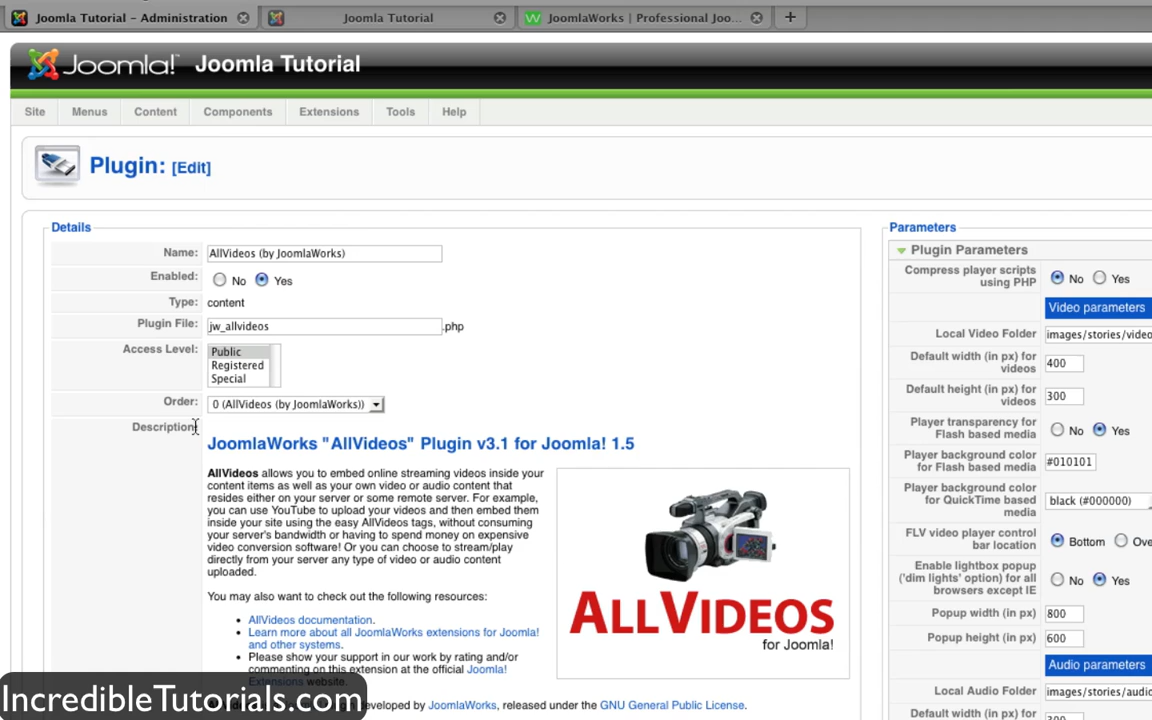 Joomla Tutorial - Administration
Joomla Tutorial
JoomlaWorks | Professional Joo...
Joomla!™ Joomla Tutorial
Site Menus Content Components Extensions Tools Help
Plugin: [Edit]
Details
Name: AllVideos (by JoomlaWorks)
Enabled: No Yes
Type: content
Plugin File: jw_allvideos .php
Access Level: Public
Registered
Special
Order: 0 (AllVideos (by JoomlaWorks))
Description:
JoomlaWorks "AllVideos" Plugin v3.1 for Joomla! 1.5
AllVideos allows you to embed online streaming videos inside your
content items as well as your own video or audio content that
resides either on your server or some remote server. For example,
you can use YouTube to upload your videos and then embed them
inside your site using the easy AllVideos tags, without consuming
your server's bandwidth or having to spend money on expensive
video conversion software! Or you can choose to stream/play
directly from your server any type of video or audio content
uploaded.
You may also want to check out the following resources:
• AllVideos documentation.
• Learn more about all JoomlaWorks extensions for Joomla!
and other systems.
• Please show your support in our work by rating and/or
commenting on this extension at the official Joomla!
Extensions website.
developed by JoomlaWorks, released under the GNU General Public License.
ALLVIDEOS
for Joomla!
Parameters
Plugin Parameters
Compress player scripts
using PHP No Yes
Video parameters
Local Video Folder images/stories/video
Default width (in px) for
videos 400
Default height (in px) for
videos 300
Player transparency for
Flash based media No Yes
Player background color
for Flash based media #010101
Player background color
for QuickTime based
media black (#000000)
FLV video player control
bar location Bottom Ove
Enable lightbox popup
('dim lights' option) for all
browsers except IE No Yes
Popup width (in px) 800
Popup height (in px) 600
Audio parameters
Local Audio Folder images/stories/audio
Default width (in px) for 300
IncredibleTutorials.com